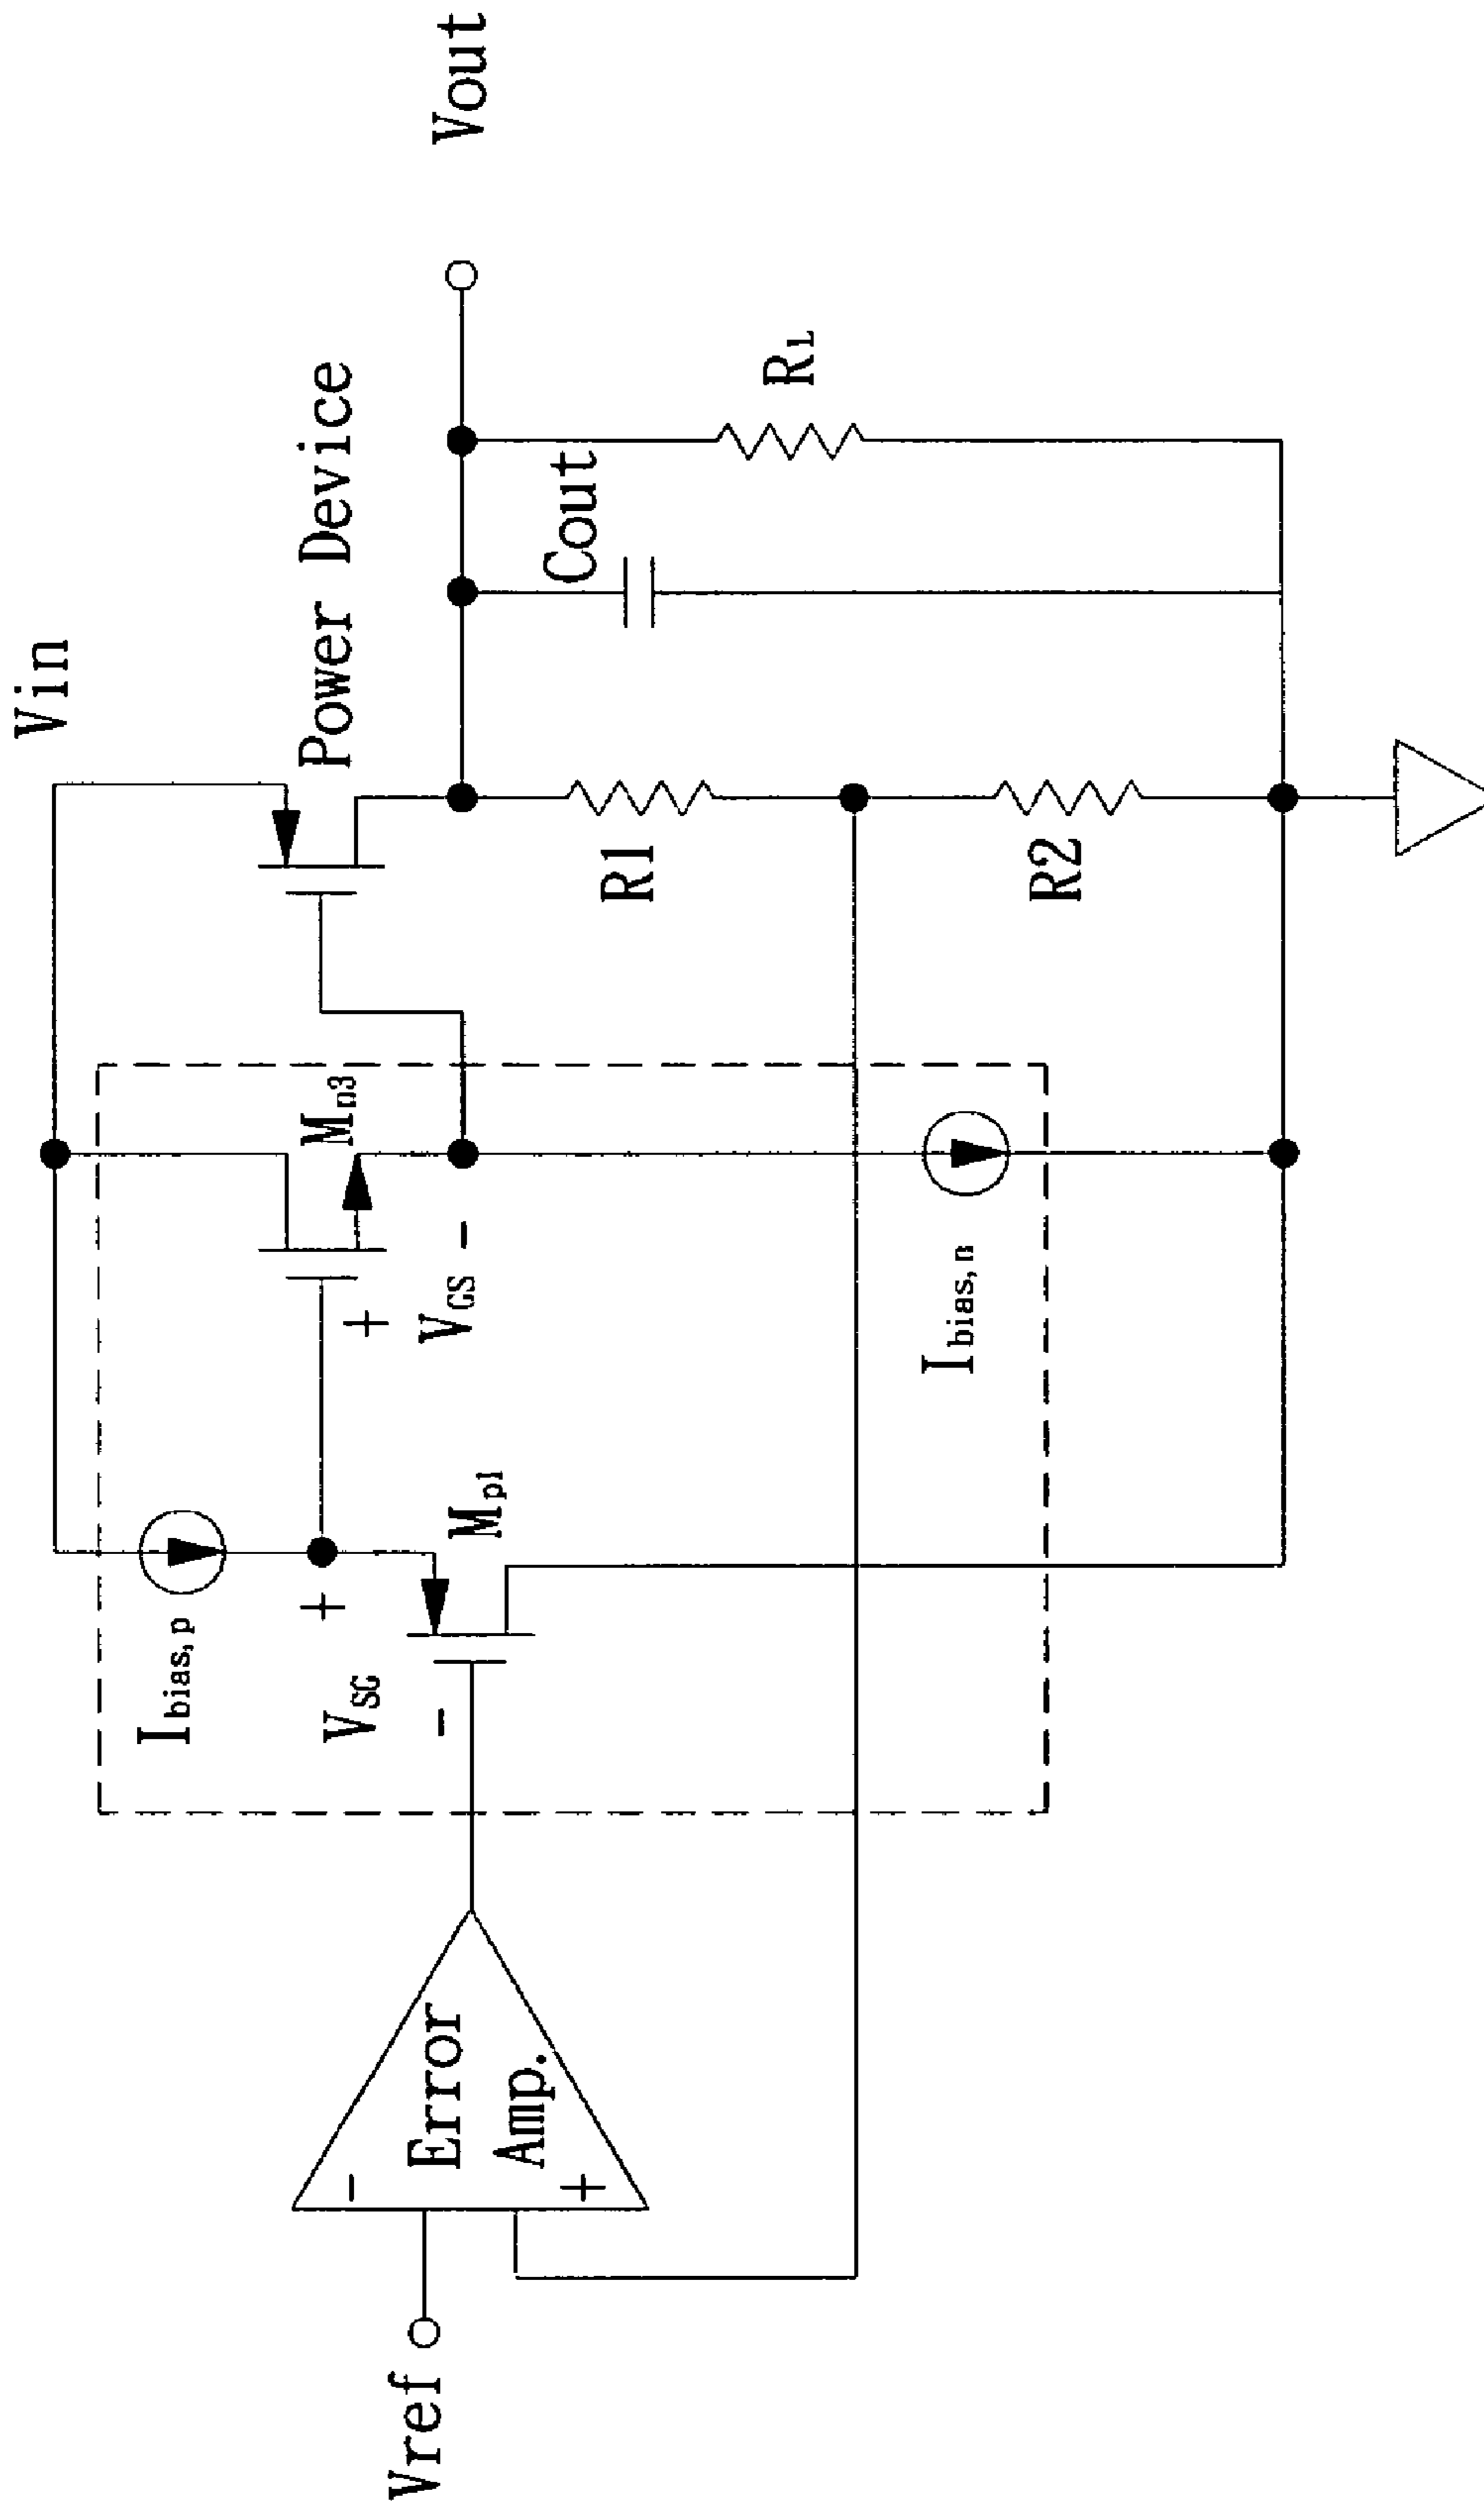 Vin
Vout
Power Device
Ibias,p
Mn3
+
+
VSG
-
VGS
-
Mp1
Vref
-
Error
Amp.
+
Cout
R1
RL
Ibias,n
R2